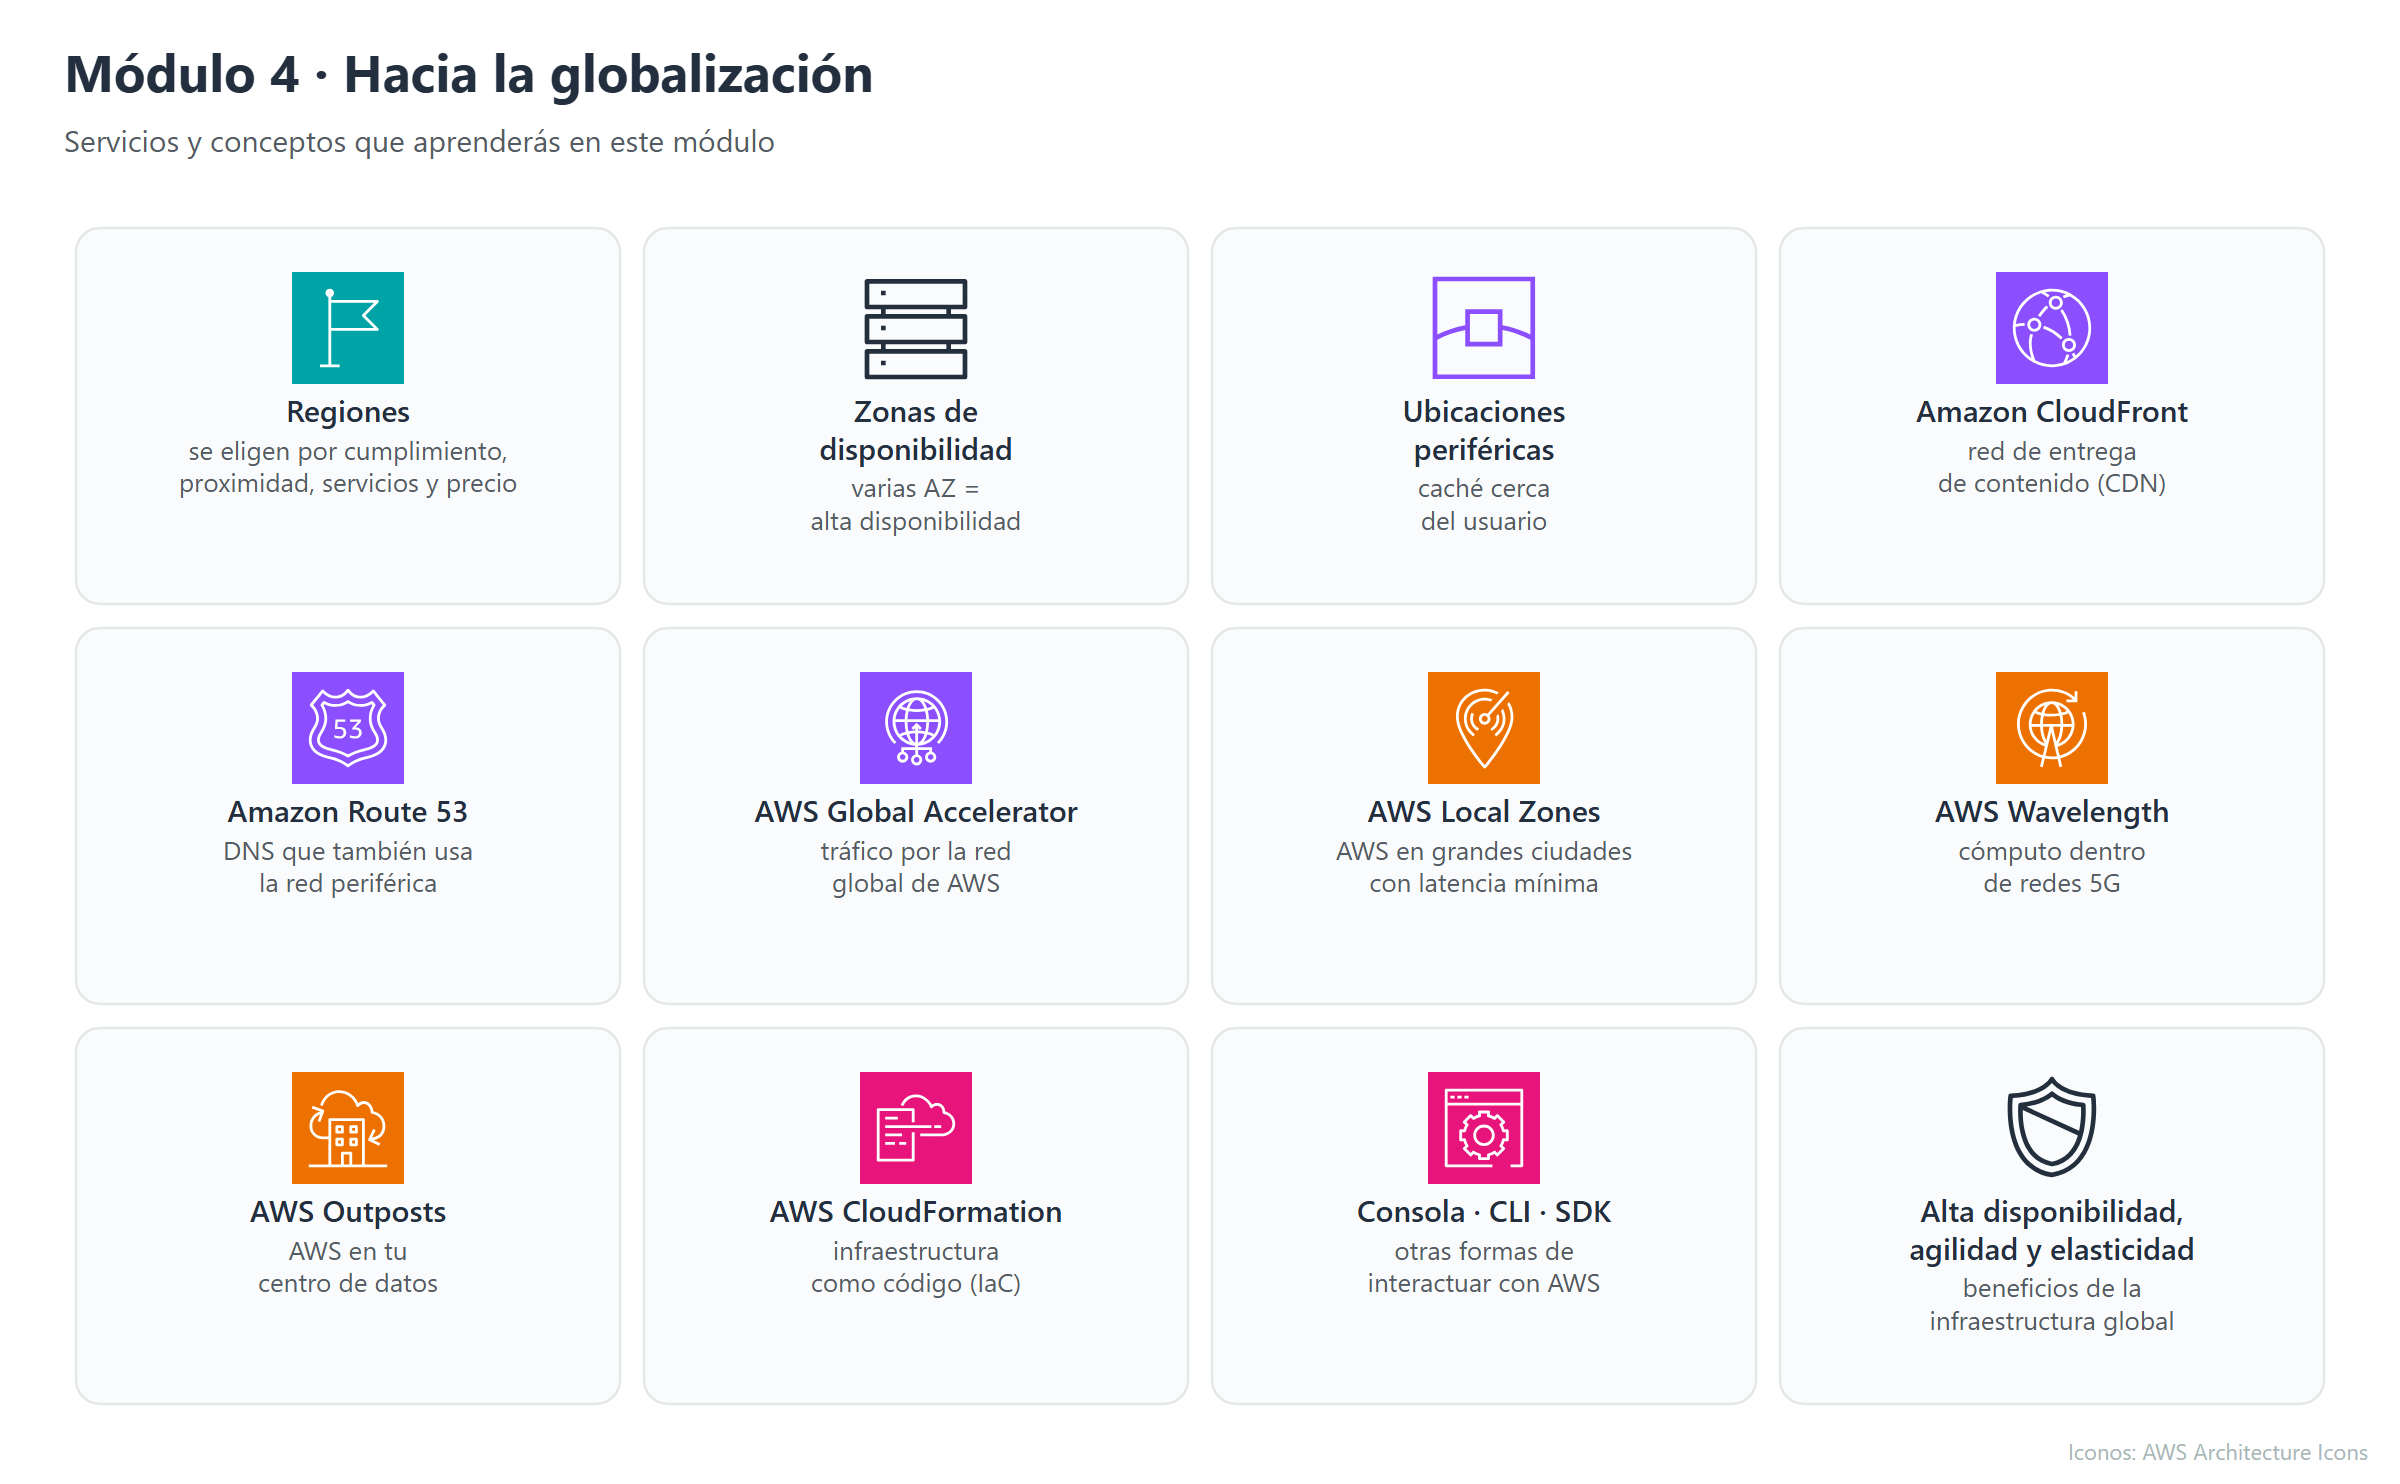 Módulo 4 · Hacia la globalización
Servicios y conceptos que aprenderás en este módulo
Regiones
se eligen por cumplimiento,
proximidad, servicios y precio
Zonas de
disponibilidad
varias AZ =
alta disponibilidad
Ubicaciones
periféricas
caché cerca
del usuario
Amazon CloudFront
red de entrega
de contenido (CDN)
53
Amazon Route 53
DNS que también usa
la red periférica
AWS Global Accelerator
tráfico por la red
global de AWS
AWS Local Zones
AWS en grandes ciudades
con latencia mínima
AWS Wavelength
cómputo dentro
de redes 5G
AWS Outposts
AWS en tu
centro de datos
AWS CloudFormation
infraestructura
como código (IaC)
Consola · CLI · SDK
otras formas de
interactuar con AWS
Alta disponibilidad,
agilidad y elasticidad
beneficios de la
infraestructura global
Iconos: AWS Architecture Icons